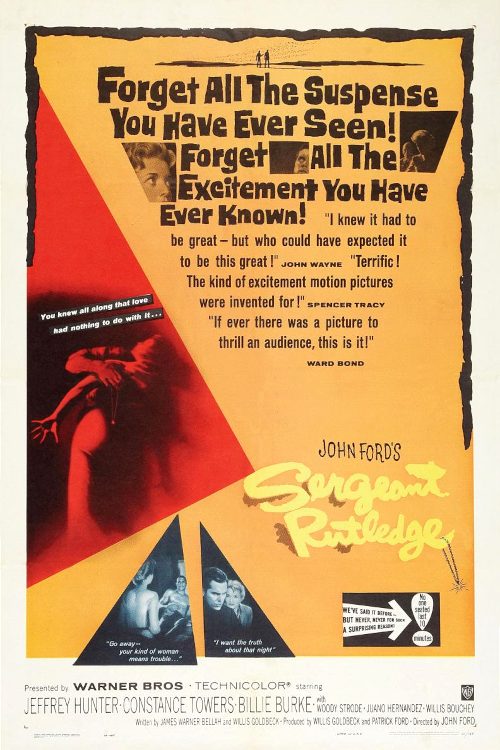 Forget All The Suspense
You Have Ever Seen!
Forget All The
Excitement You Have
Ever Known!
"I knew it had to
be great – but who could have expected it
to be this great!" JOHN WAYNE "Terrific!
The kind of excitement motion pictures
were invented for!" SPENCER TRACY
"If ever there was a picture to
thrill an audience, this is it!"
WARD BOND
You knew all along that love
had nothing to do with it...
JOHN FORD'S
Sergeant
Rutledge
"Go away–
your kind of woman
means trouble..."
"I want the truth
about that night"
WE'VE SAID IT BEFORE –
BUT NEVER, NEVER FOR SUCH
A SURPRISING REASON!
No
one
seated
last
10
minutes
Presented by WARNER BROS · TECHNICOLOR® starring
JEFFREY HUNTER · CONSTANCE TOWERS · BILLIE BURKE · with WOODY STRODE · JUANO HERNANDEZ · WILLIS BOUCHEY
Written by JAMES WARNER BELLAH and WILLIS GOLDBECK · Produced by WILLIS GOLDBECK and PATRICK FORD · Directed by JOHN FORD
WB